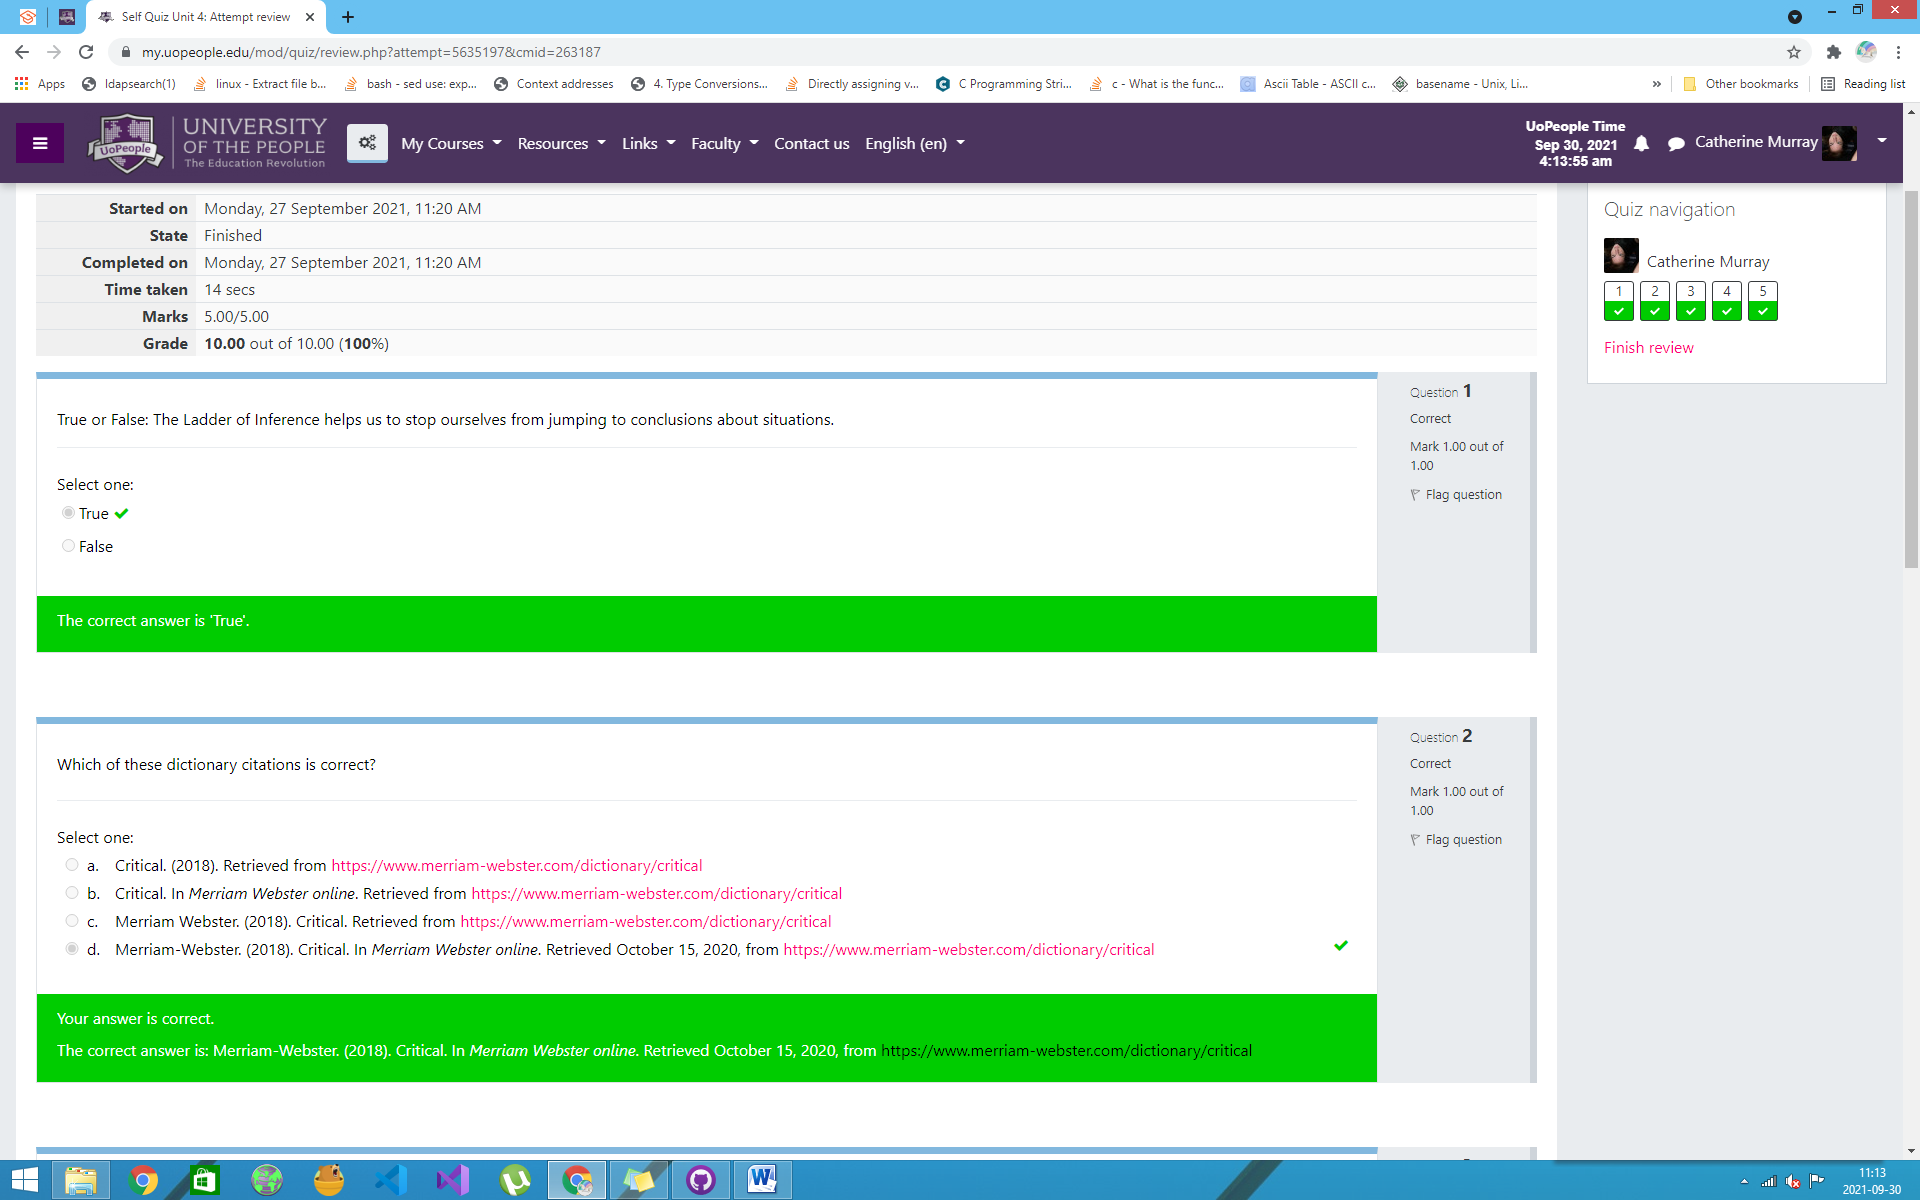 Self Quiz Unit 4: Attempt review
my.uopeople.edu/mod/quiz/review.php?attempt=5635197&cmid=263187
Apps ldapsearch(1) linux - Extract file b... bash - sed use: exp... Context addresses 4. Type Conversions... Directly assigning v... C Programming Stri... c - What is the func... Ascii Table - ASCII c... basename - Unix, Li... » Other bookmarks Reading list
UoPeople
UNIVERSITY
OF THE PEOPLE
The Education Revolution
My Courses Resources Links Faculty Contact us English (en)
UoPeople Time
Sep 30, 2021
4:13:55 am
Catherine Murray
Started on Monday, 27 September 2021, 11:20 AM
State Finished
Completed on Monday, 27 September 2021, 11:20 AM
Time taken 14 secs
Marks 5.00/5.00
Grade 10.00 out of 10.00 (100%)
Quiz navigation
Catherine Murray
1 2 3 4 5
Finish review
True or False: The Ladder of Inference helps us to stop ourselves from jumping to conclusions about situations.
Select one:
True
False
The correct answer is 'True'.
Question 1
Correct
Mark 1.00 out of
1.00
Flag question
Which of these dictionary citations is correct?
Select one:
a. Critical. (2018). Retrieved from https://www.merriam-webster.com/dictionary/critical
b. Critical. In Merriam Webster online. Retrieved from https://www.merriam-webster.com/dictionary/critical
c. Merriam Webster. (2018). Critical. Retrieved from https://www.merriam-webster.com/dictionary/critical
d. Merriam-Webster. (2018). Critical. In Merriam Webster online. Retrieved October 15, 2020, from https://www.merriam-webster.com/dictionary/critical
Your answer is correct.
The correct answer is: Merriam-Webster. (2018). Critical. In Merriam Webster online. Retrieved October 15, 2020, from https://www.merriam-webster.com/dictionary/critical
Question 2
Correct
Mark 1.00 out of
1.00
Flag question
11:13
2021-09-30